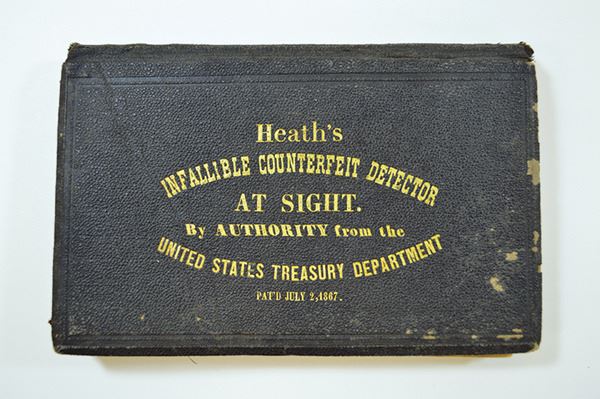 Heath's
INFALLIBLE COUNTERFEIT DETECTOR
AT SIGHT.
By AUTHORITY from the
UNITED STATES TREASURY DEPARTMENT
PAT'D JULY 2, 1867.